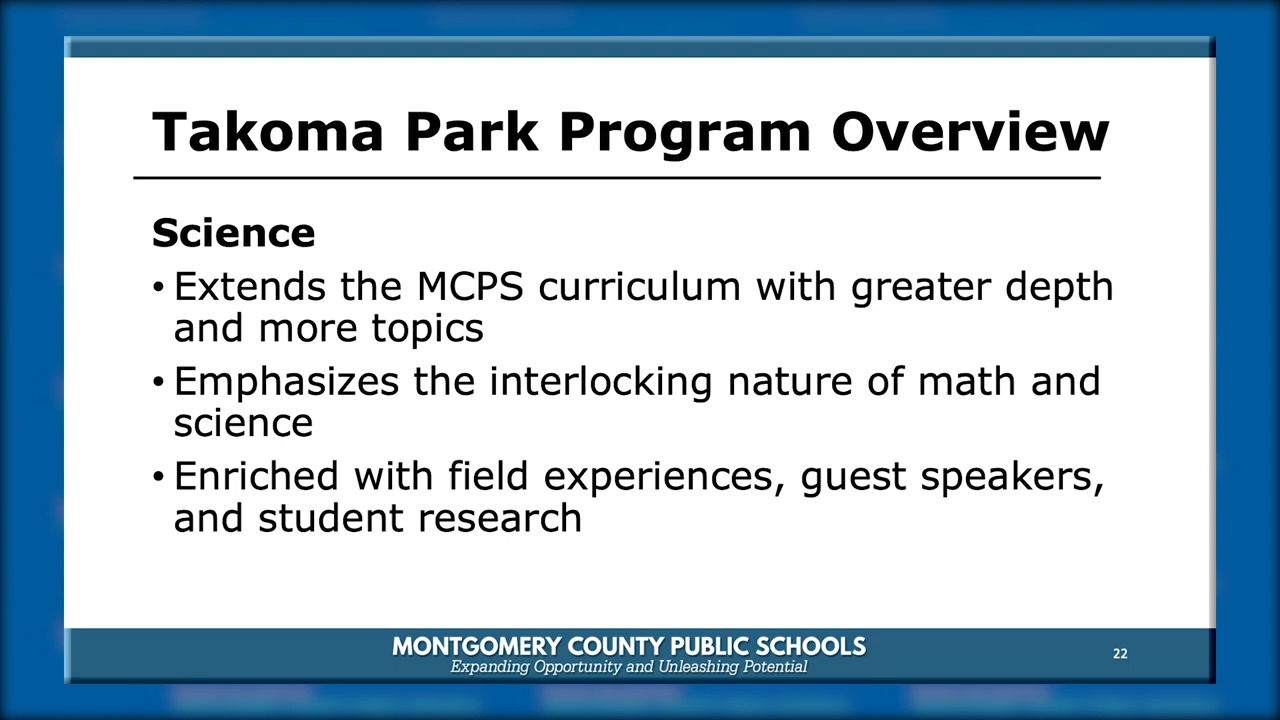 Takoma Park Program Overview
Science
• Extends the MCPS curriculum with greater depth
and more topics
• Emphasizes the interlocking nature of math and
science
• Enriched with field experiences, guest speakers,
and student research
MONTGOMERY COUNTY PUBLIC SCHOOLS
Expanding Opportunity and Unleashing Potential
22